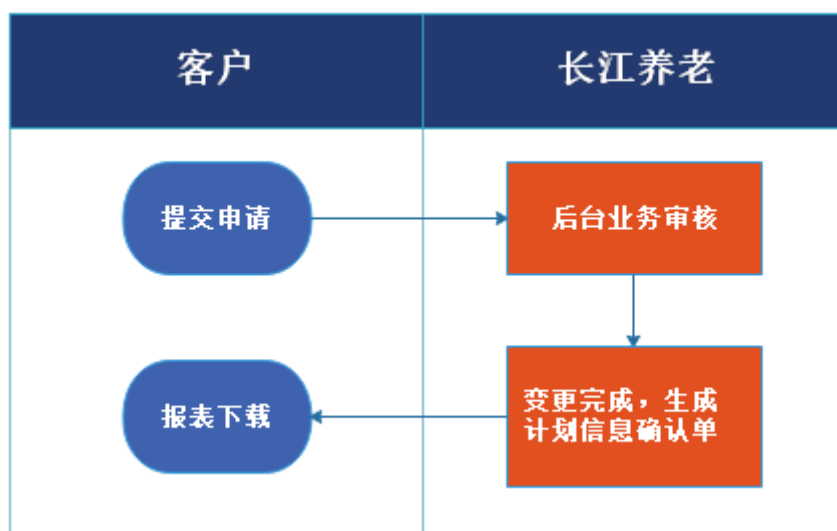 客户
长江养老
提交申请
后台业务审核
报表下载
变更完成，生成
计划信息确认单